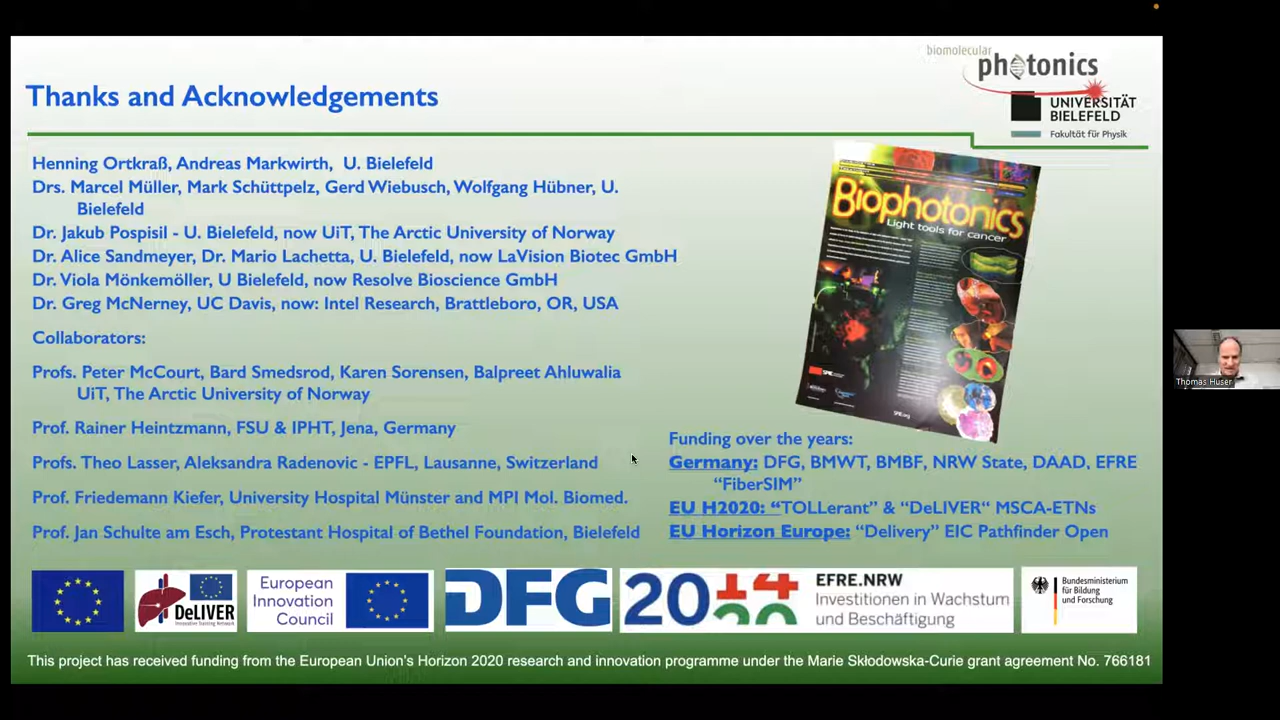 biomolecular
photonics
UNIVERSITÄT
BIELEFELD
Fakultät für Physik
Thanks and Acknowledgements
Henning Ortkraß, Andreas Markwirth, U. Bielefeld
Drs. Marcel Müller, Mark Schüttpelz, Gerd Wiebusch, Wolfgang Hübner, U.
Bielefeld
Dr. Jakub Pospisil - U. Bielefeld, now UiT, The Arctic University of Norway
Dr. Alice Sandmeyer, Dr. Mario Lachetta, U. Bielefeld, now LaVision Biotec GmbH
Dr. Viola Mönkemöller, U Bielefeld, now Resolve Bioscience GmbH
Dr. Greg McNerney, UC Davis, now: Intel Research, Brattleboro, OR, USA
Collaborators:
Profs. Peter McCourt, Bard Smedsrod, Karen Sorensen, Balpreet Ahluwalia
UiT, The Arctic University of Norway
Prof. Rainer Heintzmann, FSU & IPHT, Jena, Germany
Profs. Theo Lasser, Aleksandra Radenovic - EPFL, Lausanne, Switzerland
Prof. Friedemann Kiefer, University Hospital Münster and MPI Mol. Biomed.
Prof. Jan Schulte am Esch, Protestant Hospital of Bethel Foundation, Bielefeld
Biophotonics
Light tools for cancer
SPIE.org
Funding over the years:
Germany: DFG, BMWT, BMBF, NRW State, DAAD, EFRE
“FiberSIM”
EU H2020: “TOLLerant” & “DeLIVER“ MSCA-ETNs
EU Horizon Europe: “Delivery” EIC Pathfinder Open
DeLIVER
Innovative Training Network
European
Innovation
Council
DFG
2014
20
EFRE.NRW
Investitionen in Wachstum
und Beschäftigung
Bundesministerium
für Bildung
und Forschung
This project has received funding from the European Union's Horizon 2020 research and innovation programme under the Marie Skłodowska-Curie grant agreement No. 766181
Thomas Huser